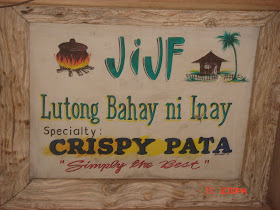 JiJF
Lutong Bahay ni Inay
Specialty:
CRISPY PATA
"Simply the Best"